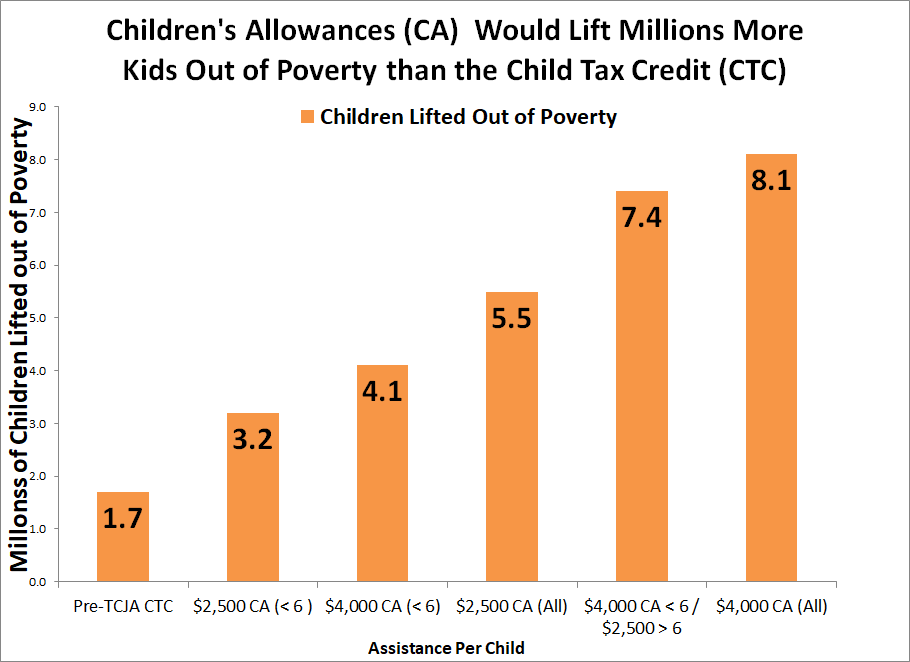 Children's Allowances (CA)  Would Lift Millions More
Kids Out of Poverty than the Child Tax Credit (CTC)
Children Lifted Out of Poverty
Millonss of Children Lifted out of Poverty
9.0
8.0
7.0
6.0
5.0
4.0
3.0
2.0
1.0
0.0
1.7
3.2
4.1
5.5
7.4
8.1
Pre-TCJA CTC
$2,500 CA (< 6 )
$4,000 CA (< 6)
$2,500 CA (All)
$4,000 CA < 6 /
$2,500 > 6
$4,000 CA (All)
Assistance Per Child